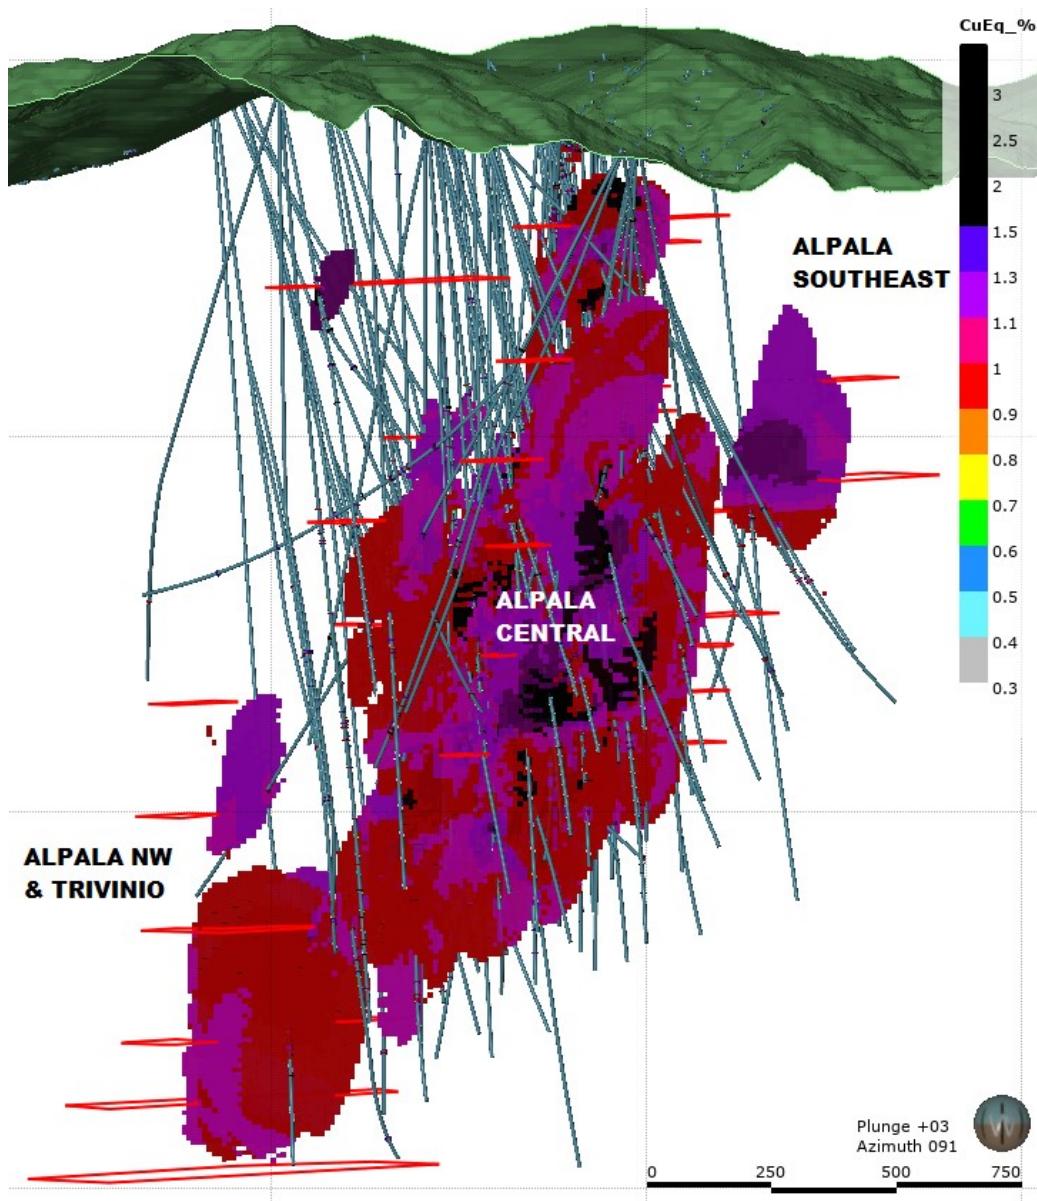 CuEq_%
3
2.5
2
1.5
1.3
1.1
1
0.9
0.8
0.7
0.6
0.5
0.4
0.3
ALPALA
SOUTHEAST
ALPALA
CENTRAL
ALPALA NW
& TRIVINIO
Plunge +03
Azimuth 091
0 250 500 750